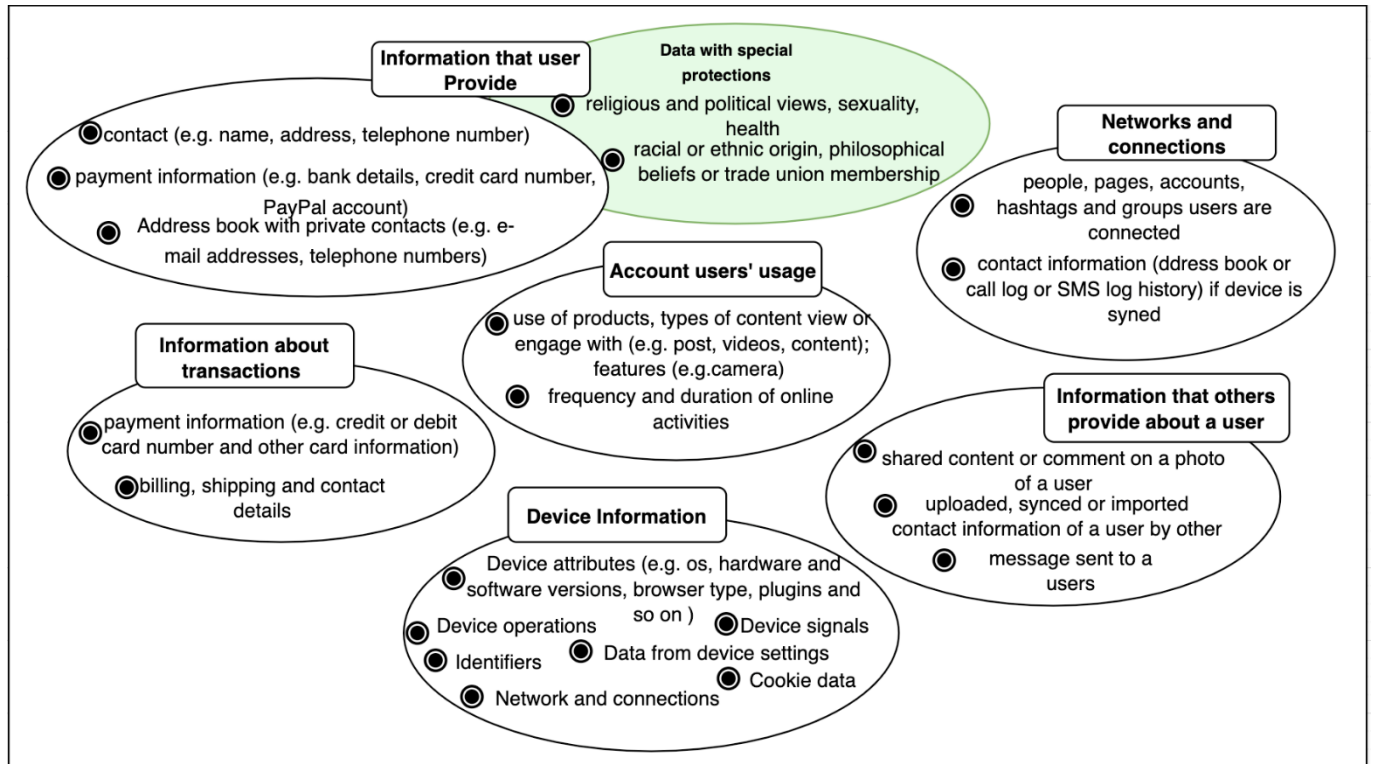 Information that user
Provide
contact (e.g. name, address, telephone number)
payment information (e.g. bank details, credit card number,
PayPal account)
Address book with private contacts (e.g. e-
mail addresses, telephone numbers)
Data with special
protections
religious and political views, sexuality,
health
racial or ethnic origin, philosophical
beliefs or trade union membership
Networks and
connections
people, pages, accounts,
hashtags and groups users are
connected
contact information (ddress book or
call log or SMS log history) if device is
syned
Account users' usage
use of products, types of content view or
engage with (e.g. post, videos, content);
features (e.g.camera)
frequency and duration of online
activities
Information about
transactions
payment information (e.g. credit or debit
card number and other card information)
billing, shipping and contact
details
Information that others
provide about a user
shared content or comment on a photo
of a user
uploaded, synced or imported
contact information of a user by other
message sent to a
users
Device Information
Device attributes (e.g. os, hardware and
software versions, browser type, plugins and
so on )
Device operations
Device signals
Identifiers
Data from device settings
Cookie data
Network and connections